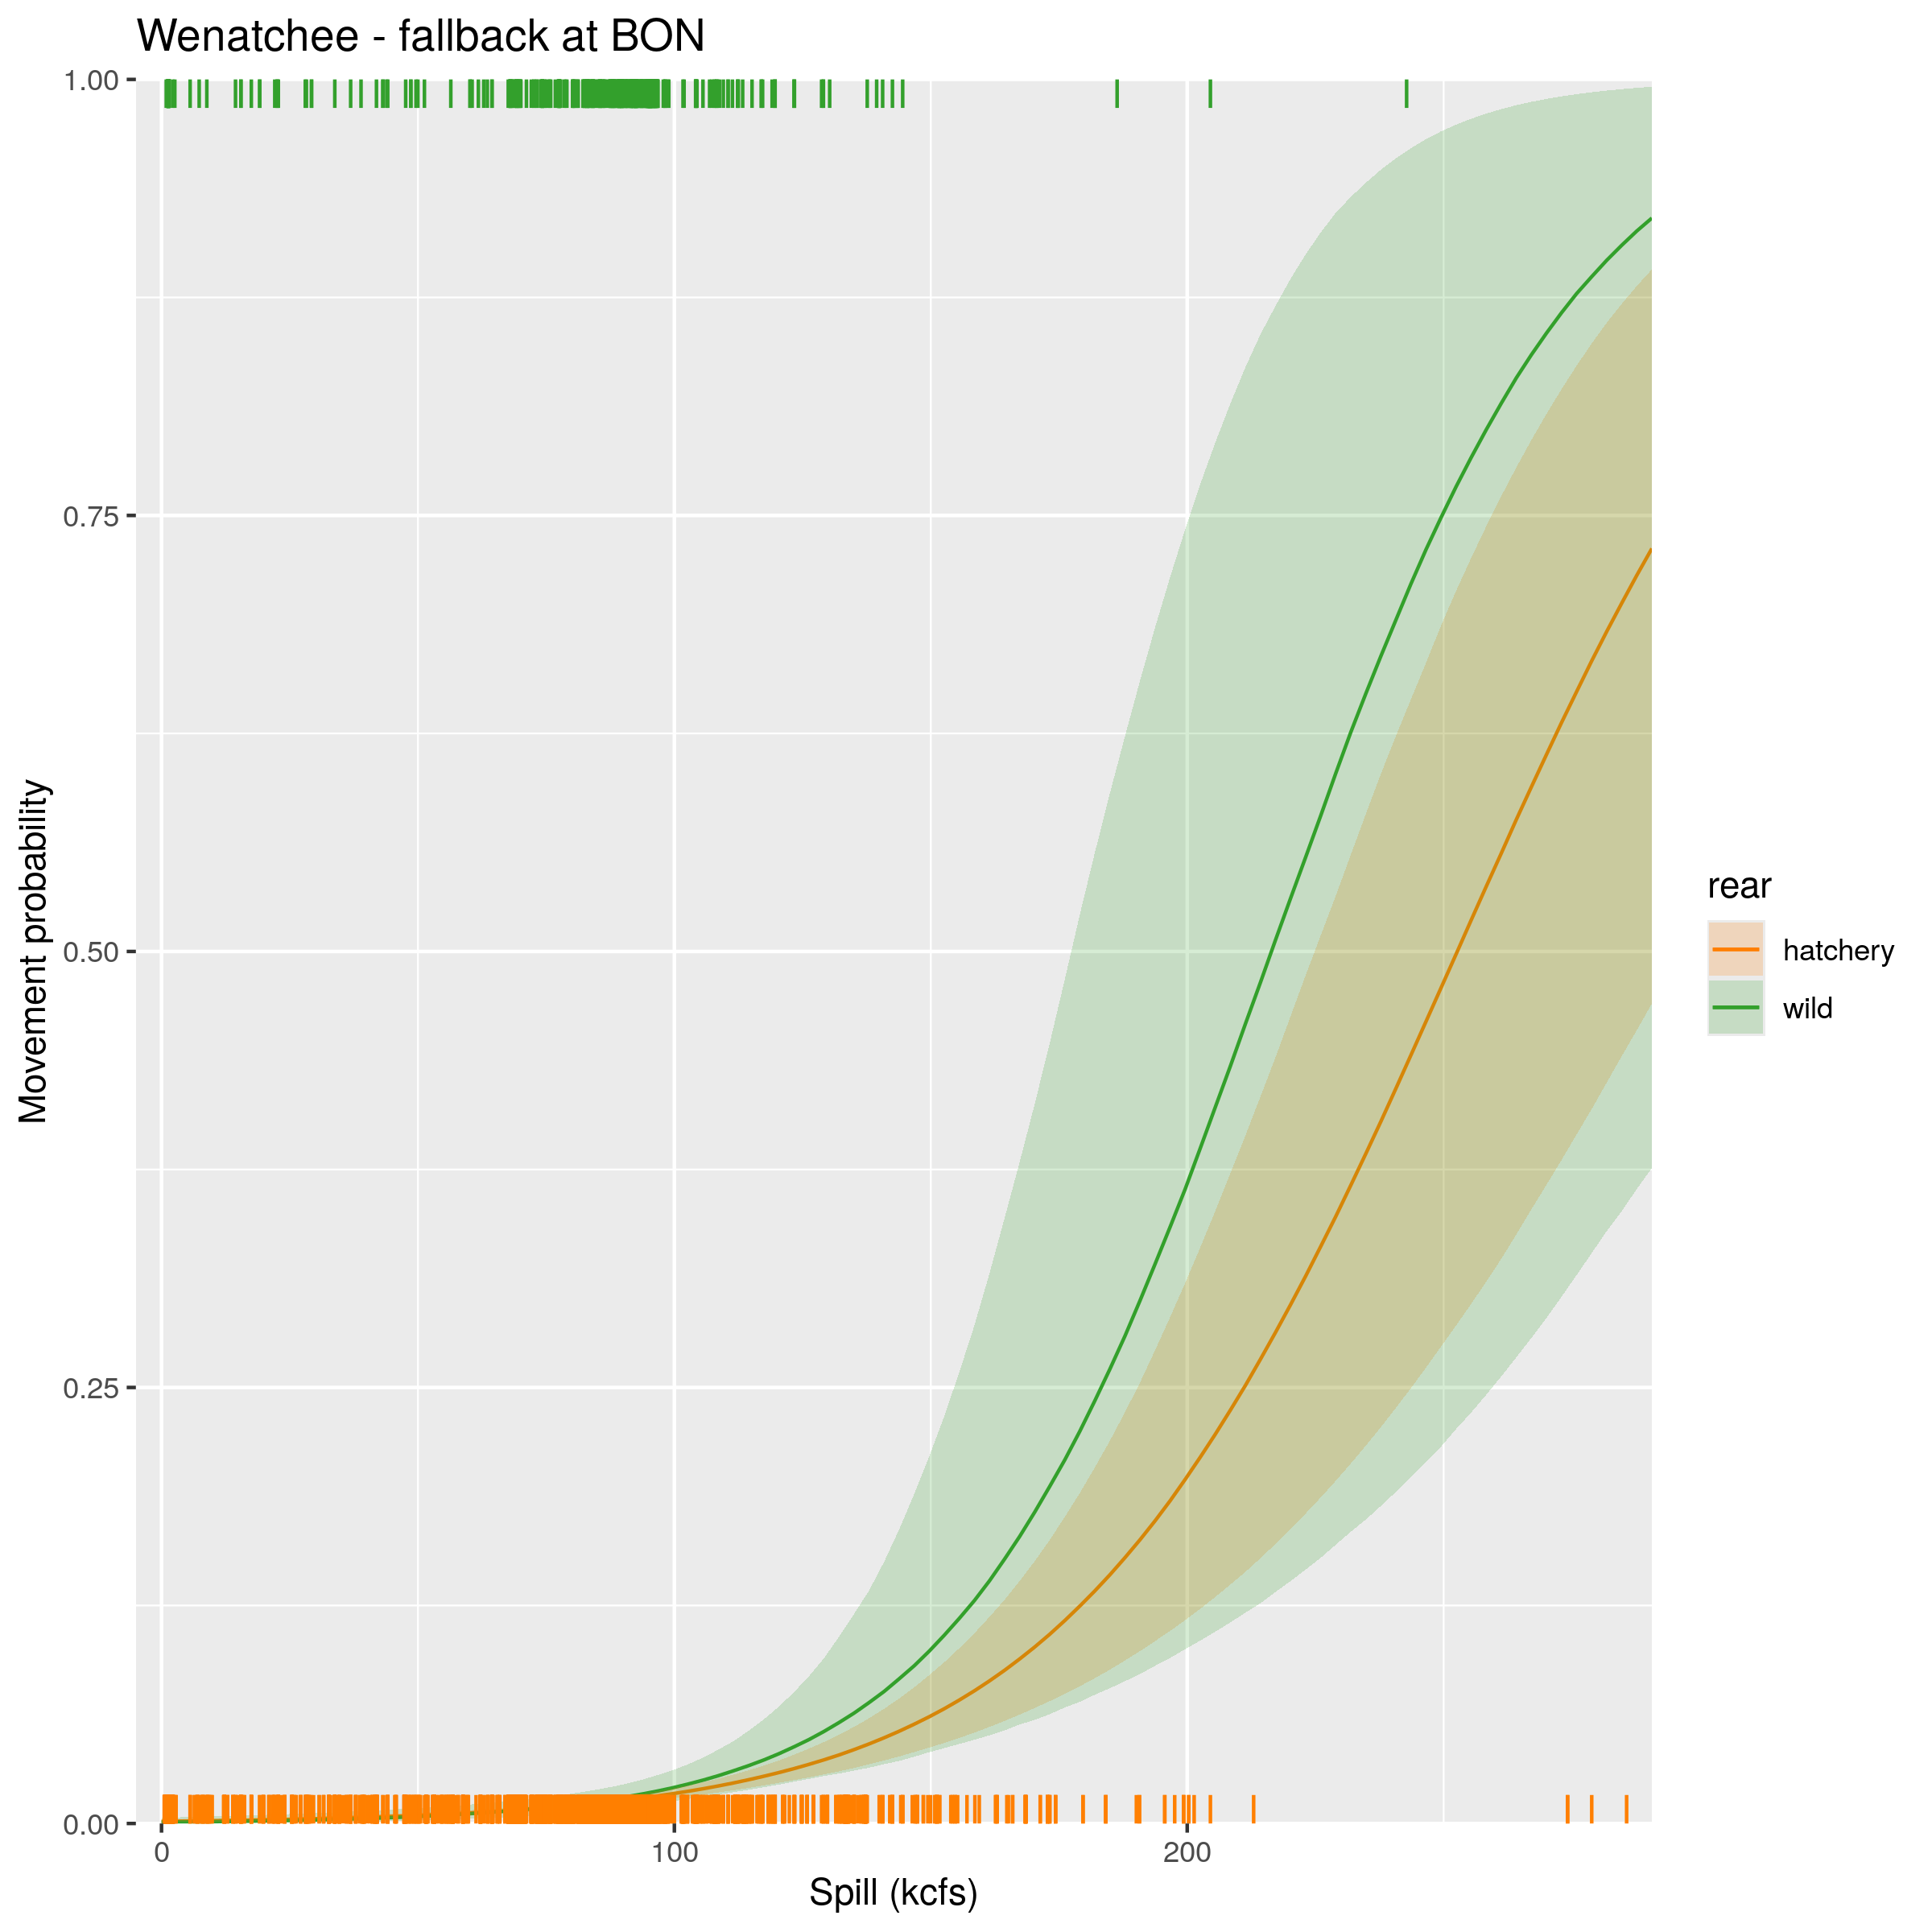 Wenatchee - fallback at BON
1.00
0.75
0.50
0.25
0.00
Movement probability
0
100
200
Spill (kcfs)
rear
hatchery
wild